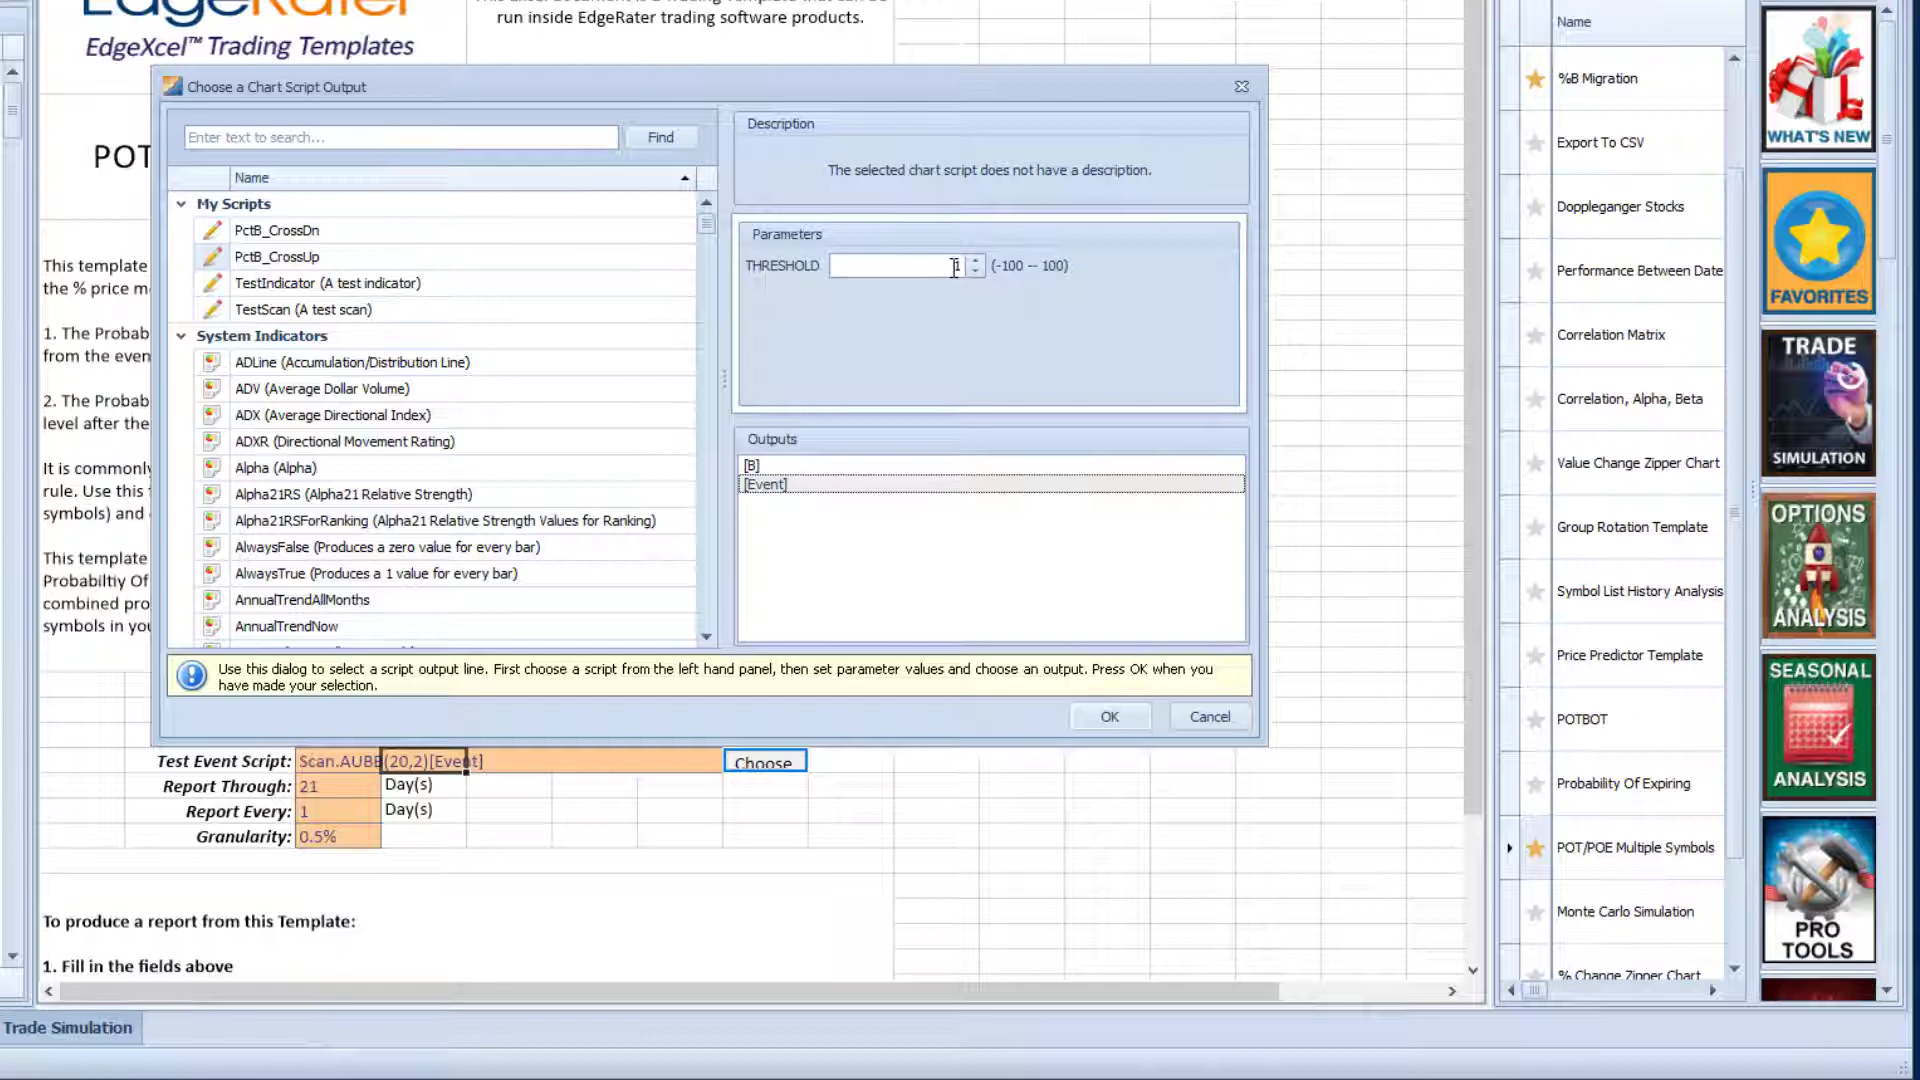 EdgeRater
EdgeXcel™ Trading Templates
run inside EdgeRater trading software products.
POT
This template
the % price m
1. The Probab
from the even
2. The Probab
level after the
It is commonly
rule. Use this
symbols) and
This template
Probabiltiy Of
combined pro
symbols in you
Choose a Chart Script Output
Enter text to search...
Find
Name
My Scripts
PctB_CrossDn
PctB_CrossUp
TestIndicator (A test indicator)
TestScan (A test scan)
System Indicators
ADLine (Accumulation/Distribution Line)
ADV (Average Dollar Volume)
ADX (Average Directional Index)
ADXR (Directional Movement Rating)
Alpha (Alpha)
Alpha21RS (Alpha21 Relative Strength)
Alpha21RSForRanking (Alpha21 Relative Strength Values for Ranking)
AlwaysFalse (Produces a zero value for every bar)
AlwaysTrue (Produces a 1 value for every bar)
AnnualTrendAllMonths
AnnualTrendNow
Description
The selected chart script does not have a description.
Parameters
THRESHOLD 1 (-100 -- 100)
Outputs
[B]
[Event]
Use this dialog to select a script output line. First choose a script from the left hand panel, then set parameter values and choose an output. Press OK when you
have made your selection.
OK
Cancel
Test Event Script: Scan.AUBB(20,2)[Event] Choose
Report Through: 21 Day(s)
Report Every: 1 Day(s)
Granularity: 0.5%
To produce a report from this Template:
1. Fill in the fields above
Trade Simulation
Name
%B Migration
Export To CSV
Doppleganger Stocks
Performance Between Date
Correlation Matrix
Correlation, Alpha, Beta
Value Change Zipper Chart
Group Rotation Template
Symbol List History Analysis
Price Predictor Template
POTBOT
Probability Of Expiring
POT/POE Multiple Symbols
Monte Carlo Simulation
% Change Zipper Chart
WHAT'S NEW
FAVORITES
TRADE
SIMULATION
OPTIONS
ANALYSIS
SEASONAL
ANALYSIS
PRO
TOOLS